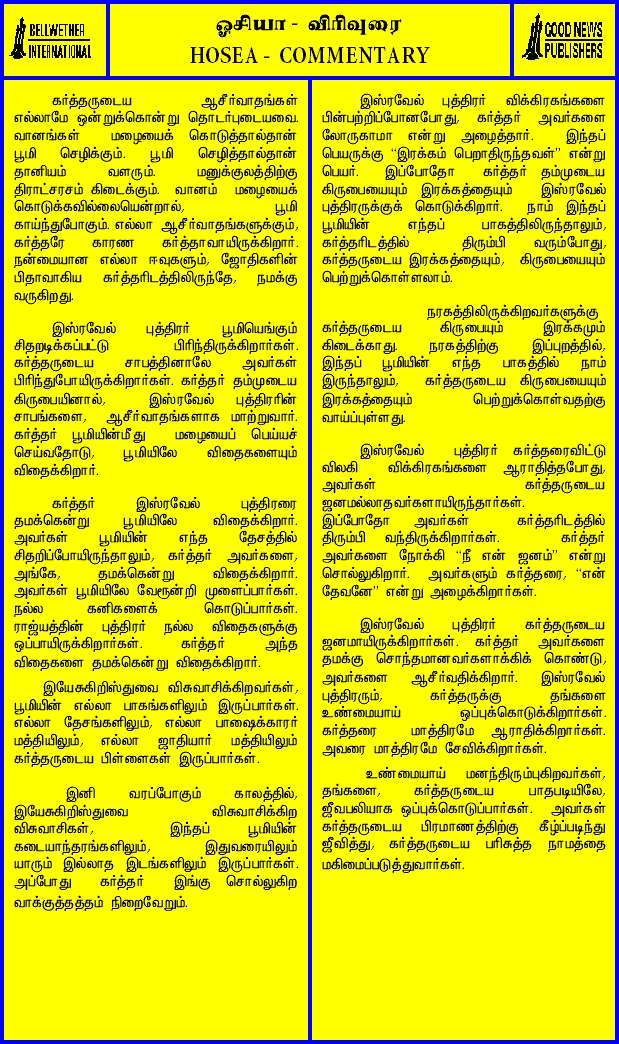 BELLWETHER
INTERNATIONAL
ஓசியா - விரிவுரை
HOSEA - COMMENTARY
GOOD NEWS
PUBLISHERS
கர்த்தருடைய ஆசீர்வாதங்கள்
எல்லாமே ஒன்றுக்கொன்று தொடர்புடையவை.
வானங்கள் மழையைக் கொடுத்தால்தான்
பூமி செழிக்கும். பூமி செழித்தால்தான்
தானியம் வளரும். மனுக்குலத்திற்கு
திராட்சரசம் கிடைக்கும். வானம் மழையைக்
கொடுக்கவில்லையென்றால், பூமி
காய்ந்துபோகும். எல்லா ஆசீர்வாதங்களுக்கும்,
கர்த்தரே காரண கர்த்தாவாயிருக்கிறார்.
நன்மையான எல்லா ஈவுகளும், ஜோதிகளின்
பிதாவாகிய கர்த்தரிடத்திலிருந்தே, நமக்கு
வருகிறது.
இஸ்ரவேல் புத்திரர் பூமியெங்கும்
சிதறடிக்கப்பட்டு பிரிந்திருக்கிறார்கள்.
கர்த்தருடைய சாபத்தினாலே அவர்கள்
பிரிந்துபோயிருக்கிறார்கள். கர்த்தர் தம்முடைய
கிருபையினால், இஸ்ரவேல் புத்திரரின்
சாபங்களை, ஆசீர்வாதங்களாக மாற்றுவார்.
கர்த்தர் பூமியின்மீது மழையைப் பெய்யச்
செய்வதோடு, பூமியிலே விதைகளையும்
விதைக்கிறார்.
கர்த்தர் இஸ்ரவேல் புத்திரரை
தமக்கென்று பூமியிலே விதைக்கிறார்.
அவர்கள் பூமியின் எந்த தேசத்தில்
சிதறிப்போயிருந்தாலும், கர்த்தர் அவர்களை,
அங்கே, தமக்கென்று விதைக்கிறார்.
அவர்கள் பூமியிலே வேரூன்றி முளைப்பார்கள்.
நல்ல கனிகளைக் கொடுப்பார்கள்.
ராஜ்யத்தின் புத்திரர் நல்ல விதைகளுக்கு
ஒப்பாயிருக்கிறார்கள். கர்த்தர் அந்த
விதைகளை தமக்கென்று விதைக்கிறார்.
இயேசுகிறிஸ்துவை விசுவாசிக்கிறவர்கள்,
பூமியின் எல்லா பாகங்களிலும் இருப்பார்கள்.
எல்லா தேசங்களிலும், எல்லா பாஷைக்காரர்
மத்தியிலும், எல்லா ஜாதியார் மத்தியிலும்
கர்த்தருடைய பிள்ளைகள் இருப்பார்கள்.
இனி வரப்போகும் காலத்தில்,
இயேசுகிறிஸ்துவை விசுவாசிக்கிற
விசுவாசிகள், இந்தப் பூமியின்
கடையாந்தரங்களிலும், இதுவரையிலும்
யாரும் இல்லாத இடங்களிலும் இருப்பார்கள்.
அப்போது கர்த்தர் இங்கு சொல்லுகிற
வாக்குத்தத்தம் நிறைவேறும்.
இஸ்ரவேல் புத்திரர் விக்கிரகங்களை
பின்பற்றிப்போனபோது, கர்த்தர் அவர்களை
லோருகாமா என்று அழைத்தார். இந்தப்
பெயருக்கு “இரக்கம் பெறாதிருந்தவள்” என்று
பெயர். இப்போதோ கர்த்தர் தம்முடைய
கிருபையையும் இரக்கத்தையும் இஸ்ரவேல்
புத்திரருக்குக் கொடுக்கிறார். நாம் இந்தப்
பூமியின் எந்தப் பாகத்திலிருந்தாலும்,
கர்த்தரிடத்தில் திரும்பி வரும்போது,
கர்த்தருடைய இரக்கத்தையும், கிருபையையும்
பெற்றுக்கொள்ளலாம்.
நரகத்திலிருக்கிறவர்களுக்கு
கர்த்தருடைய கிருபையும் இரக்கமும்
கிடைக்காது. நரகத்திற்கு இப்புறத்தில்,
இந்தப் பூமியின் எந்த பாகத்தில் நாம்
இருந்தாலும், கர்த்தருடைய கிருபையையும்
இரக்கத்தையும் பெற்றுக்கொள்வதற்கு
வாய்ப்புள்ளது.
இஸ்ரவேல் புத்திரர் கர்த்தரைவிட்டு
விலகி விக்கிரகங்களை ஆராதித்தபோது,
அவர்கள் கர்த்தருடைய
ஜனமல்லாதவர்களாயிருந்தார்கள்.
இப்போதோ அவர்கள் கர்த்தரிடத்தில்
திரும்பி வந்திருக்கிறார்கள். கர்த்தர்
அவர்களை நோக்கி “நீ என் ஜனம்” என்று
சொல்லுகிறார். அவர்களும் கர்த்தரை, “என்
தேவனே” என்று அழைக்கிறார்கள்.
இஸ்ரவேல் புத்திரர் கர்த்தருடைய
ஜனமாயிருக்கிறார்கள். கர்த்தர் அவர்களை
தமக்கு சொந்தமானவர்களாக்கிக் கொண்டு,
அவர்களை ஆசீர்வதிக்கிறார். இஸ்ரவேல்
புத்திரரும், கர்த்தருக்கு தங்களை
உண்மையாய் ஒப்புக்கொடுக்கிறார்கள்.
கர்த்தரை மாத்திரமே ஆராதிக்கிறார்கள்.
அவரை மாத்திரமே சேவிக்கிறார்கள்.
உண்மையாய் மனந்திரும்புகிறவர்கள்,
தங்களை, கர்த்தருடைய பாதபடியிலே,
ஜீவபலியாக ஒப்புக்கொடுப்பார்கள். அவர்கள்
கர்த்தருடைய பிரமாணத்திற்கு கீழ்ப்படிந்து
ஜீவித்து, கர்த்தருடைய பரிசுத்த நாமத்தை
மகிமைப்படுத்துவார்கள்.